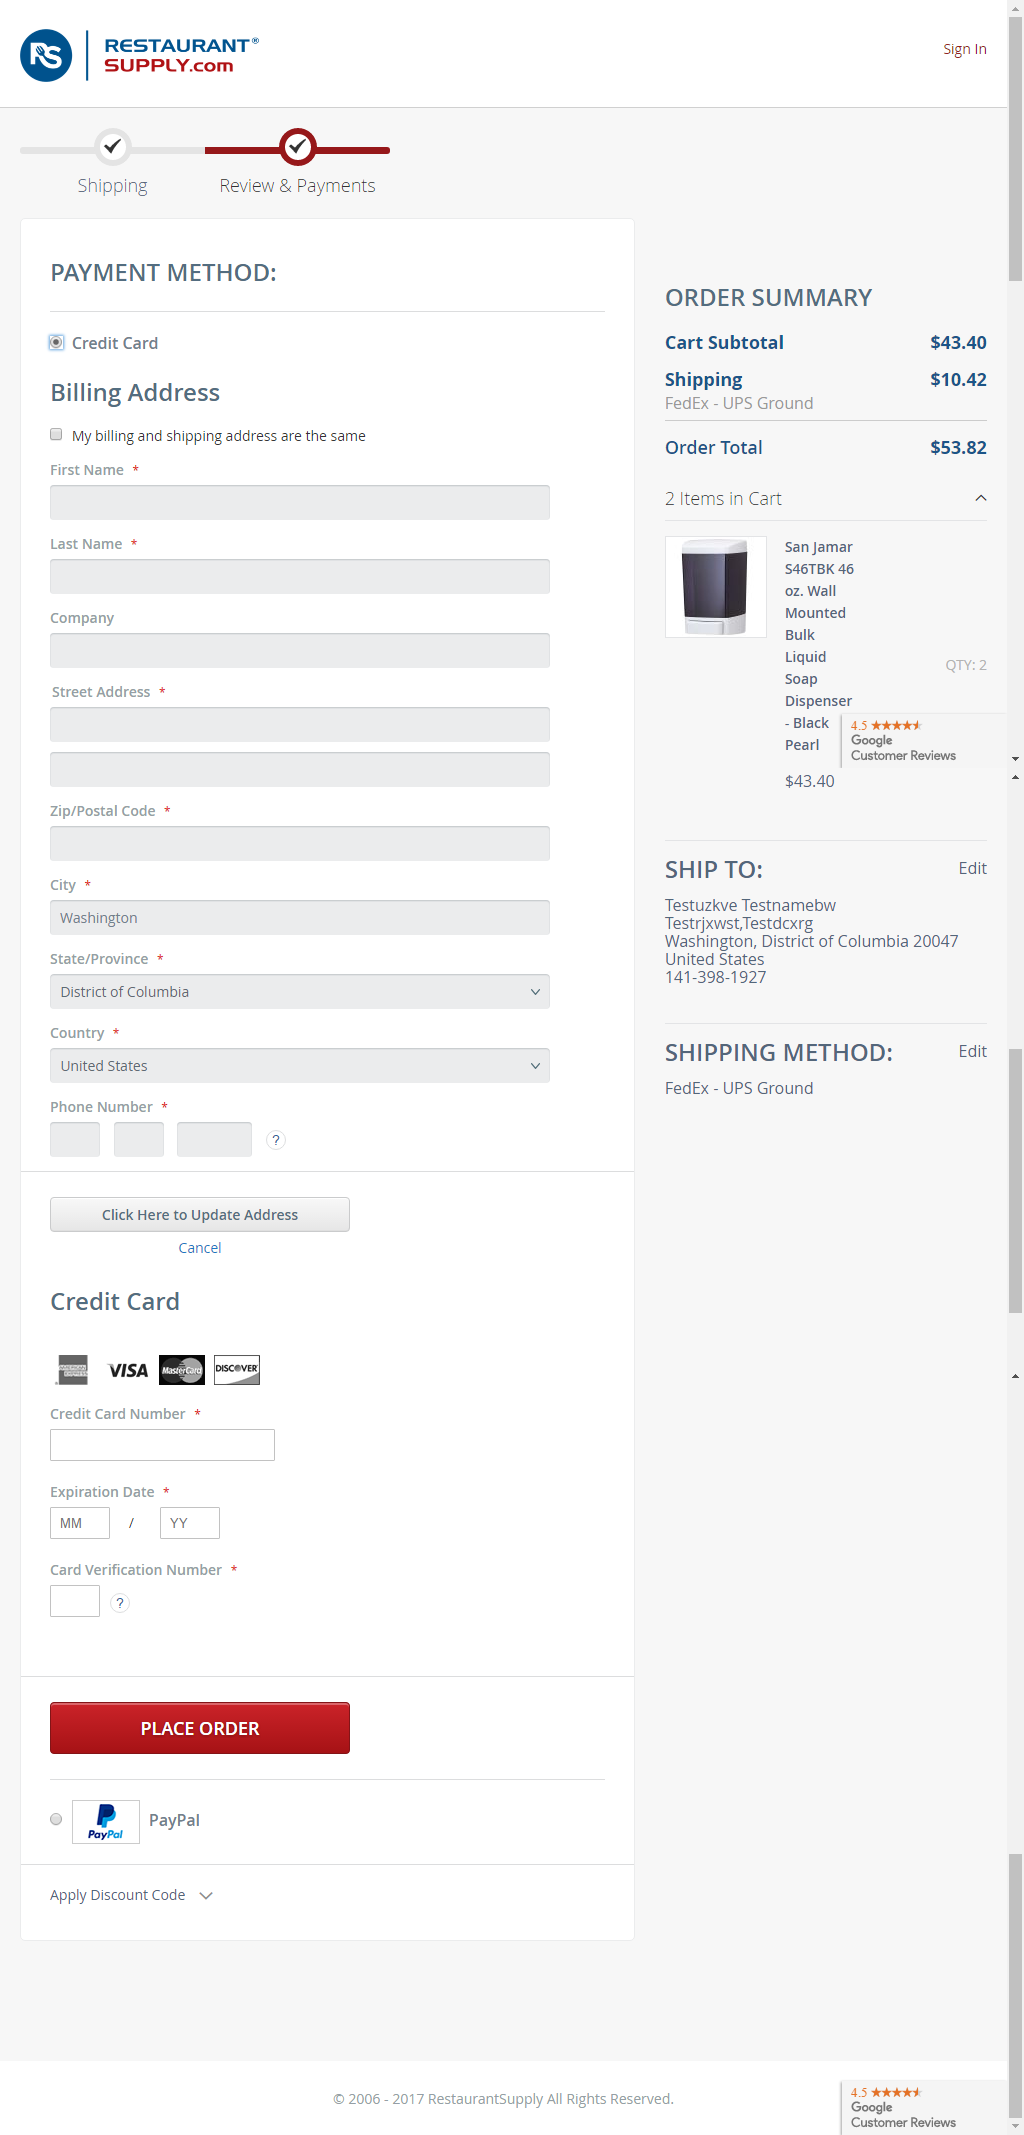 RS
RESTAURANT®
SUPPLY.com
Sign In
Shipping
Review & Payments
PAYMENT METHOD:
Credit Card
Billing Address
My billing and shipping address are the same
First Name *
Last Name *
Company
Street Address *
Zip/Postal Code *
City *
Washington
State/Province *
District of Columbia
Country *
United States
Phone Number *
?
Click Here to Update Address
Cancel
Credit Card
VISA
MasterCard
DISCOVER
Credit Card Number *
Expiration Date *
MM / YY
Card Verification Number *
?
PLACE ORDER
PayPal
PayPal
Apply Discount Code
ORDER SUMMARY
Cart Subtotal $43.40
Shipping $10.42
FedEx - UPS Ground
Order Total $53.82
2 Items in Cart
San Jamar
S46TBK 46
oz. Wall
Mounted
Bulk
Liquid
Soap
Dispenser
- Black
Pearl
QTY: 2
$43.40
4.5
Google
Customer Reviews
SHIP TO: Edit
Testuzkve Testnamebw
Testrjxwst,Testdcxrg
Washington, District of Columbia 20047
United States
141-398-1927
SHIPPING METHOD: Edit
FedEx - UPS Ground
© 2006 - 2017 RestaurantSupply All Rights Reserved.
4.5
Google
Customer Reviews